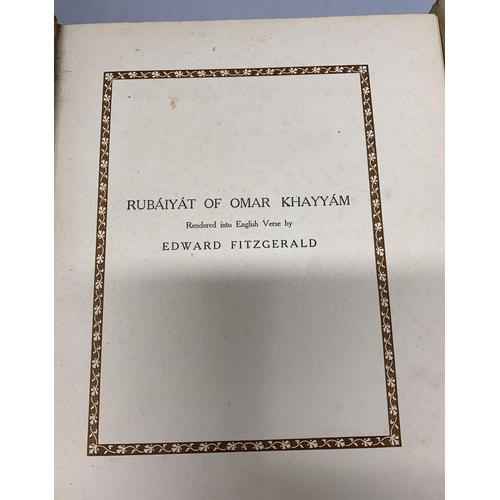 RUBÁIYÁT OF OMAR KHAYYÁM
Rendered into English Verse by
EDWARD FITZGERALD